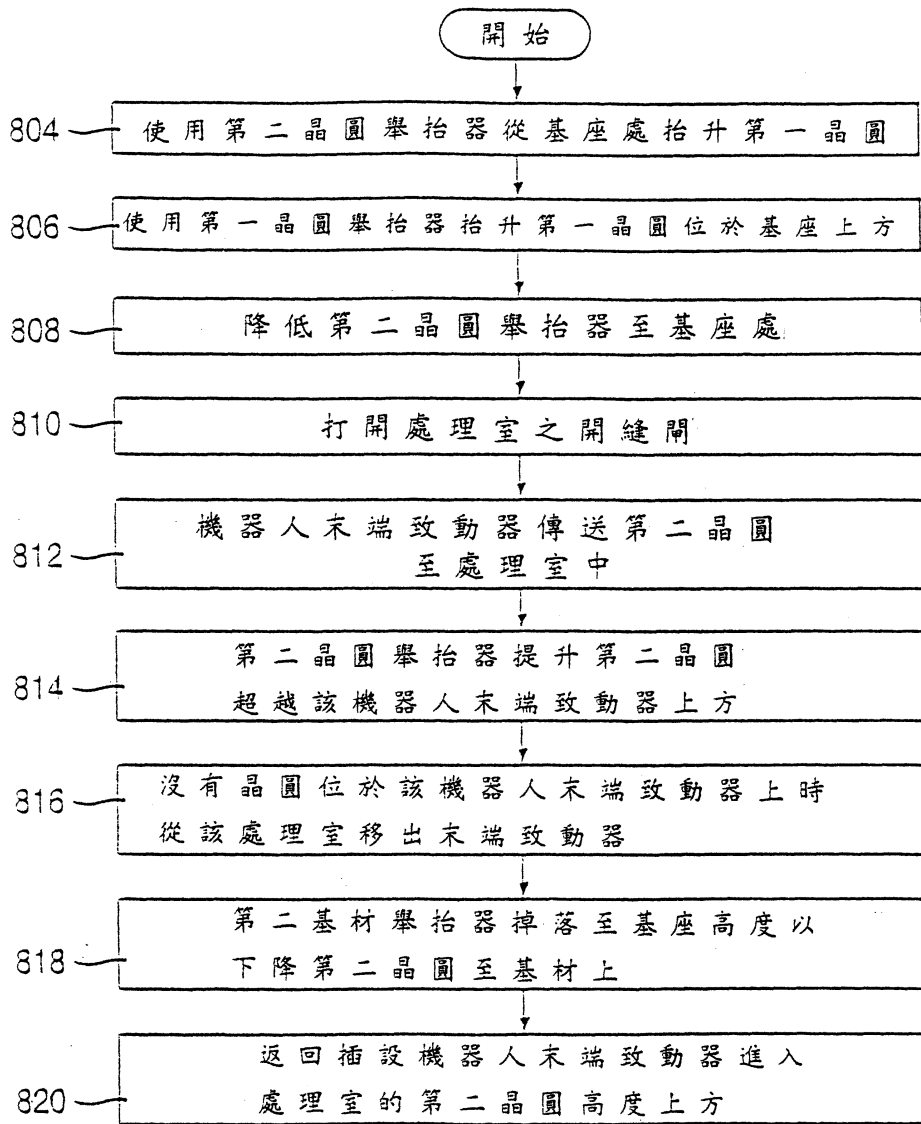 開始
804 使用第二晶圓舉抬器從基座處抬升第一晶圓
806 使用第一晶圓舉抬器抬升第一晶圓位於基座上方
808 降低第二晶圓舉抬器至基座處
810 打開處理室之開縫閘
812 機器人末端致動器傳送第二晶圓
至處理室中
814 第二晶圓舉抬器提升第二晶圓
超越該機器人末端致動器上方
816 沒有晶圓位於該機器人末端致動器上時
從該處理室移出末端致動器
818 第二基材舉抬器掉落至基座高度以
下降第二晶圓至基材上
820 返回插設機器人末端致動器進入
處理室的第二晶圓高度上方